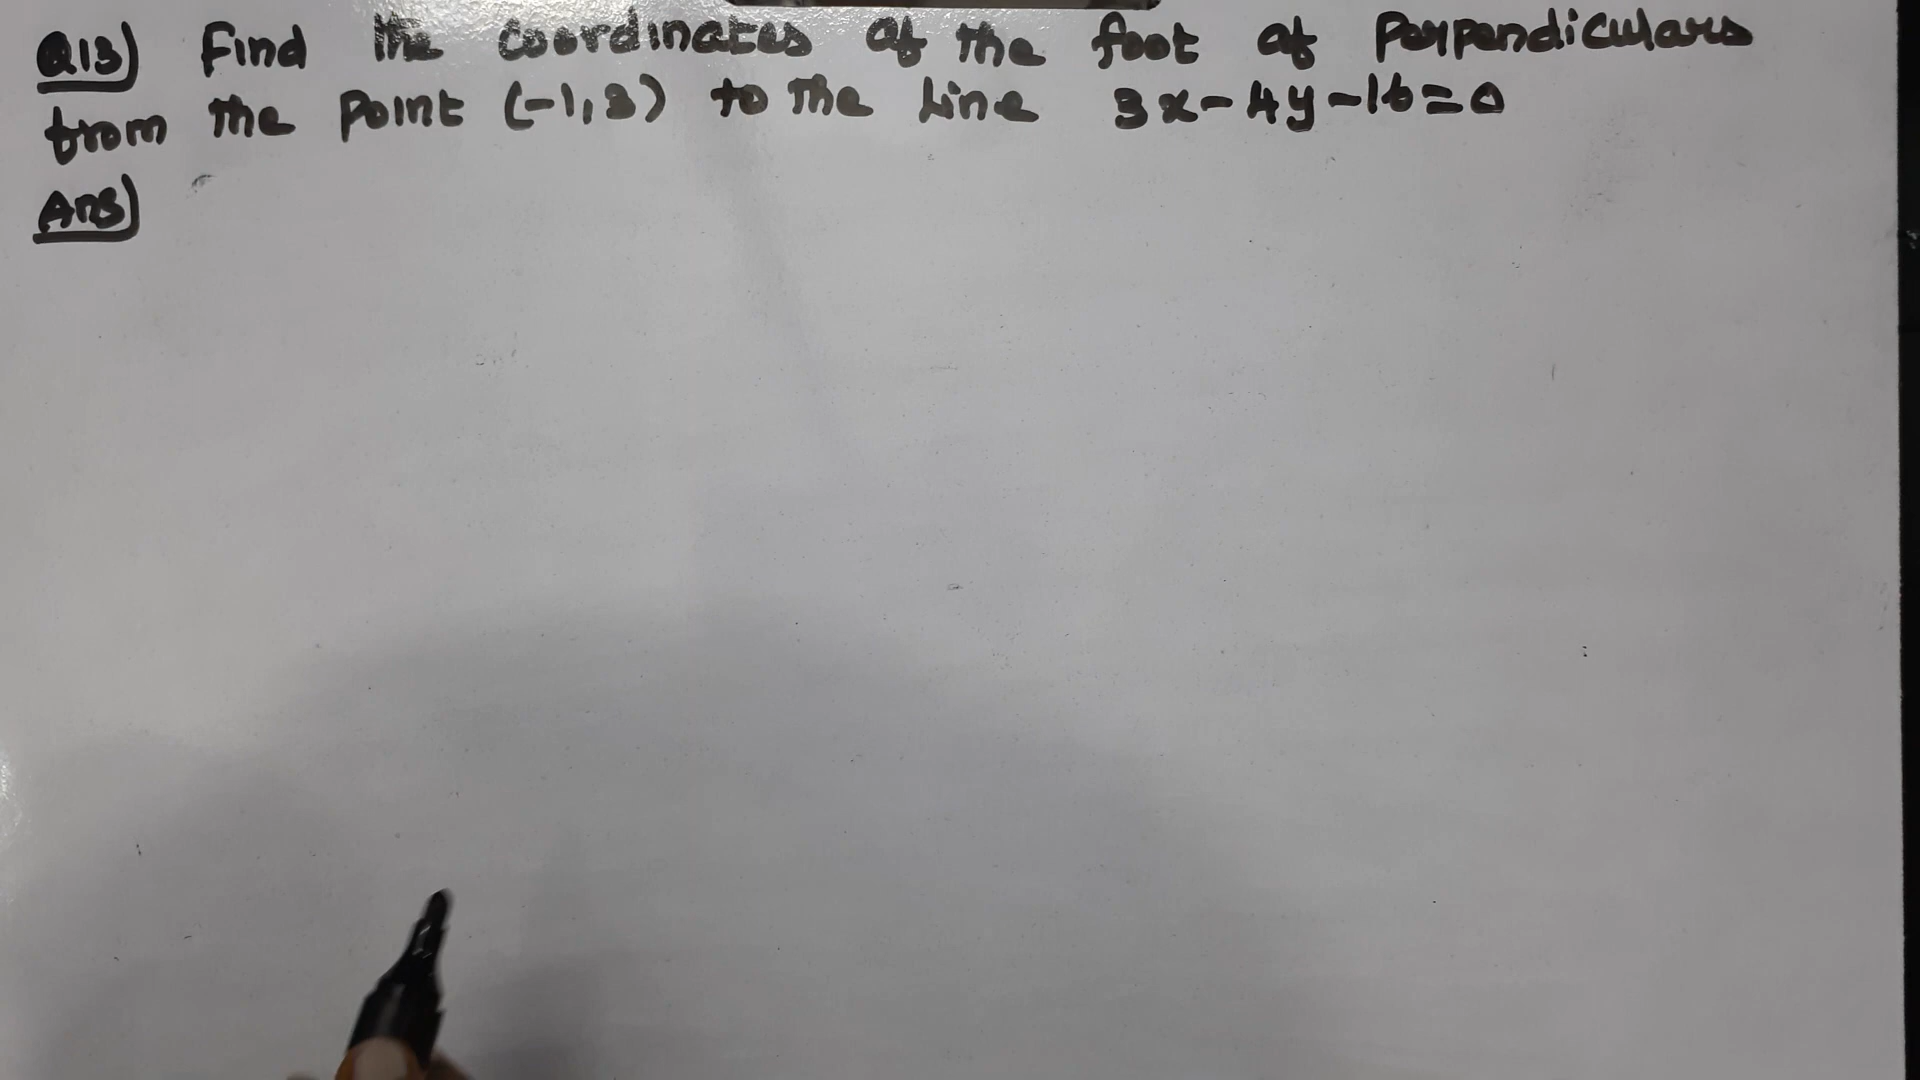 Q13) Find the coordinates of the foot of Perpendiculars
from the point (-1,3) to the Line 3x-4y-16=0
Ans)